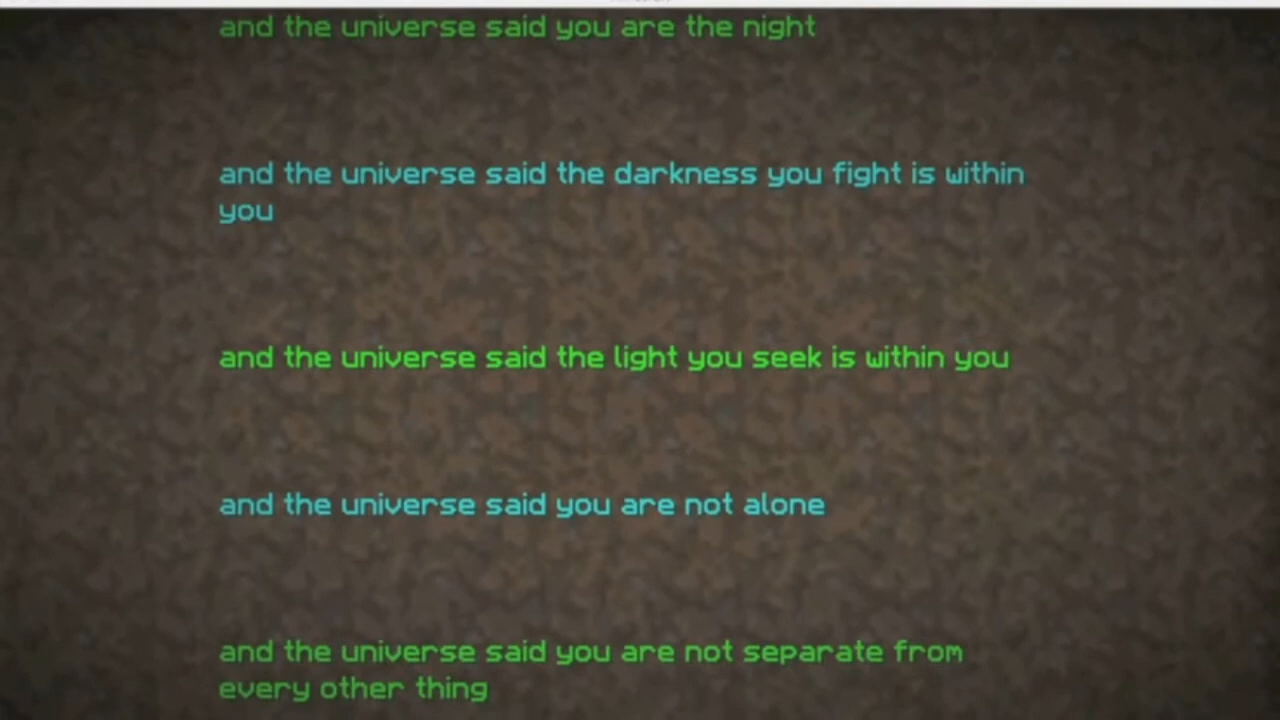 and the universe said you are the night
and the universe said the darkness you fight is within
you
and the universe said the light you seek is within you
and the universe said you are not alone
and the universe said you are not separate from
every other thing